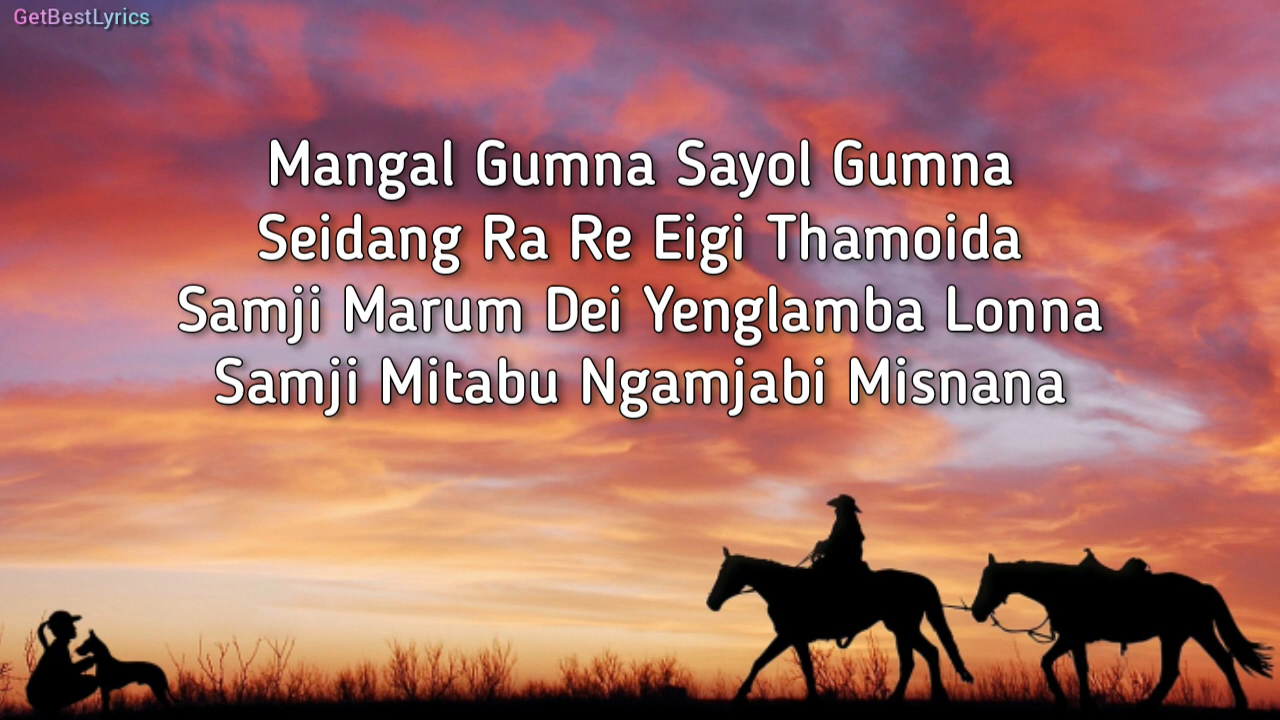 GetBestLyrics
Mangal Gumna Sayol Gumna
Seidang Ra Re Eigi Thamoida
Samji Marum Dei Yenglamba Lonna
Samji Mitabu Ngamjabi Misnana